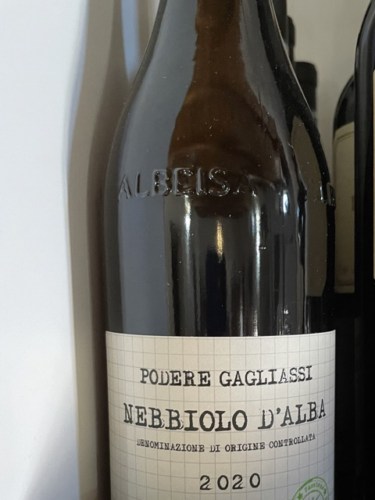 ALBEISA
PODERE GAGLIASSI
NEBBIOLO D'ALBA
DENOMINAZIONE DI ORIGINE CONTROLLATA
2020